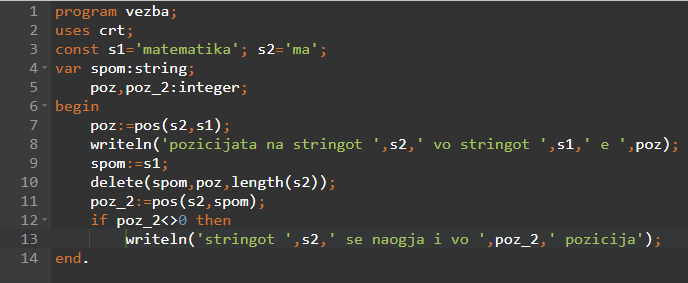 1 program vezba;
2 uses crt;
3 const s1='matematika'; s2='ma';
4 var spom:string;
5     poz,poz_2:integer;
6 begin
7     poz:=pos(s2,s1);
8     writeln('pozicijata na stringot ',s2,' vo stringot ',s1,' e ',poz);
9     spom:=s1;
10     delete(spom,poz,length(s2));
11     poz_2:=pos(s2,spom);
12     if poz_2<>0 then
13         writeln('stringot ',s2,' se naogja i vo ',poz_2,' pozicija');
14 end.